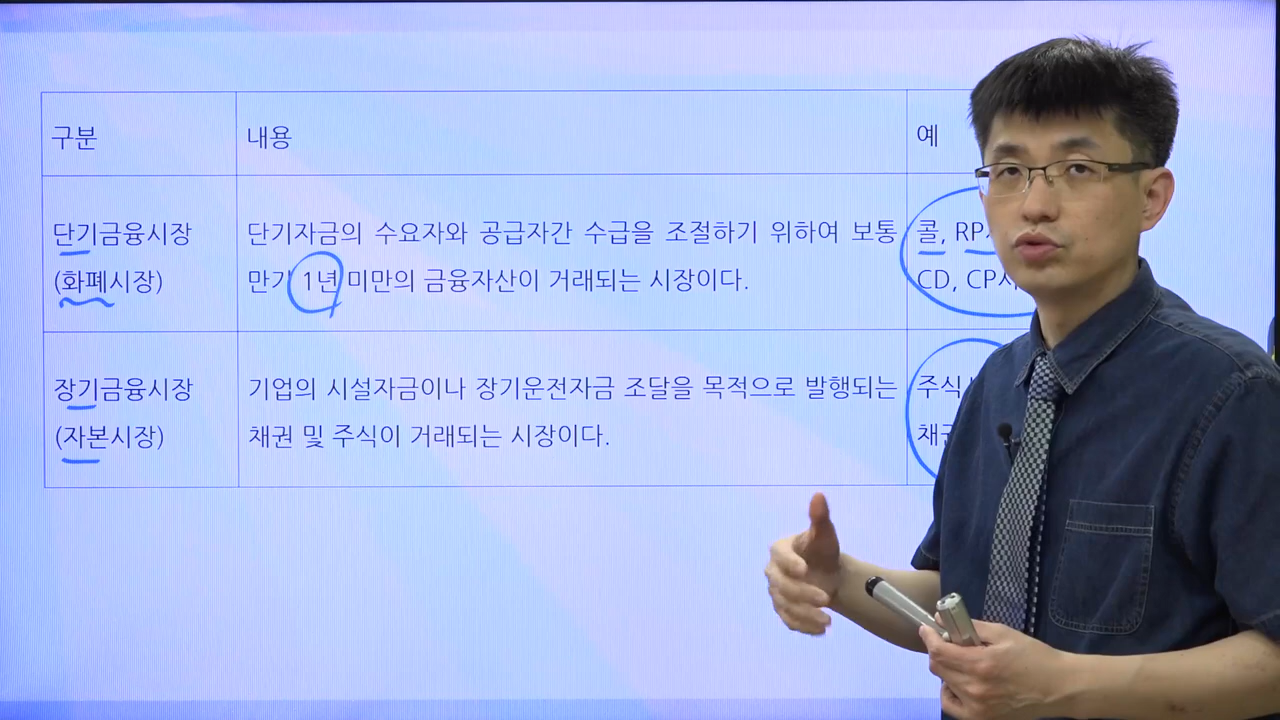 구분
내용
예
단기금융시장
(화폐시장)
단기자금의 수요자와 공급자간 수급을 조절하기 위하여 보통
만기 1년 미만의 금융자산이 거래되는 시장이다.
콜, RP
CD, CP시
장기금융시장
(자본시장)
기업의 시설자금이나 장기운전자금 조달을 목적으로 발행되는
채권 및 주식이 거래되는 시장이다.
주식
채권